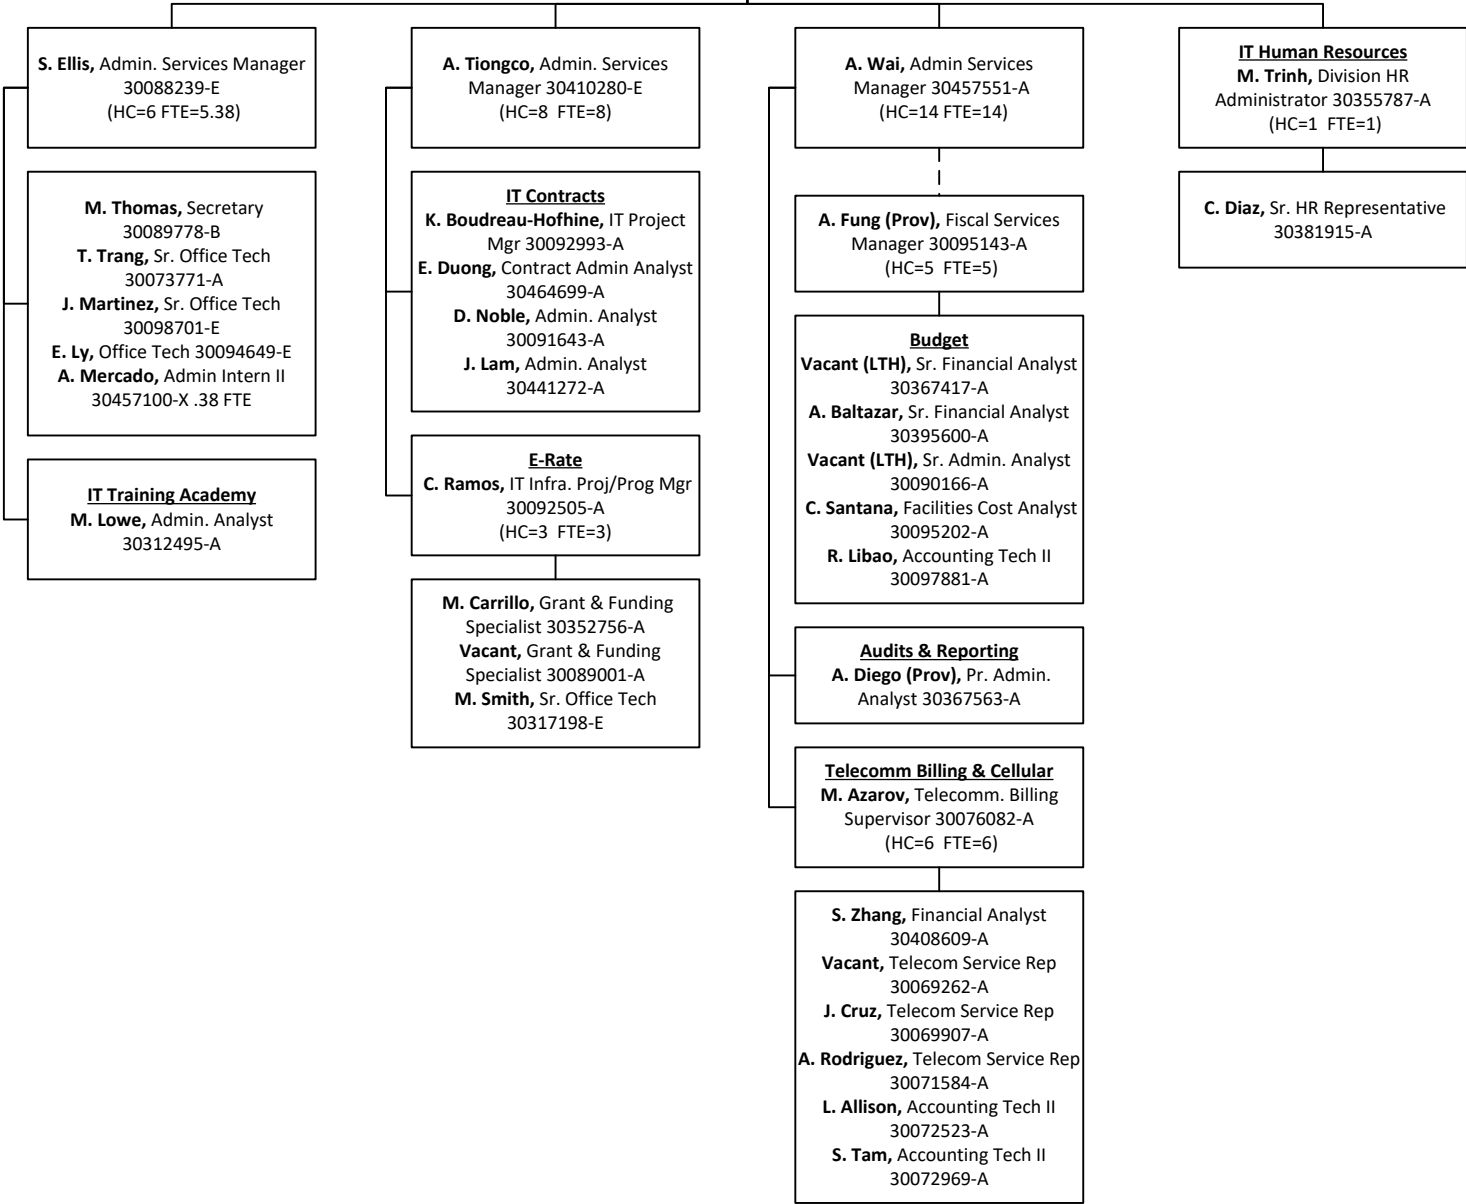 S. Ellis, Admin. Services Manager
30088239-E
(HC=6 FTE=5.38)
M. Thomas, Secretary
30089778-B
T. Trang, Sr. Office Tech
30073771-A
J. Martinez, Sr. Office Tech
30098701-E
E. Ly, Office Tech 30094649-E
A. Mercado, Admin Intern II
30457100-X .38 FTE
IT Training Academy
M. Lowe, Admin. Analyst
30312495-A
A. Tiongco, Admin. Services
Manager 30410280-E
(HC=8 FTE=8)
IT Contracts
K. Boudreau-Hofhine, IT Project
Mgr 30092993-A
E. Duong, Contract Admin Analyst
30464699-A
D. Noble, Admin. Analyst
30091643-A
J. Lam, Admin. Analyst
30441272-A
E-Rate
C. Ramos, IT Infra. Proj/Prog Mgr
30092505-A
(HC=3 FTE=3)
M. Carrillo, Grant & Funding
Specialist 30352756-A
Vacant, Grant & Funding
Specialist 30089001-A
M. Smith, Sr. Office Tech
30317198-E
A. Wai, Admin Services
Manager 30457551-A
(HC=14 FTE=14)
A. Fung (Prov), Fiscal Services
Manager 30095143-A
(HC=5 FTE=5)
Budget
Vacant (LTH), Sr. Financial Analyst
30367417-A
A. Baltazar, Sr. Financial Analyst
30395600-A
Vacant (LTH), Sr. Admin. Analyst
30090166-A
C. Santana, Facilities Cost Analyst
30095202-A
R. Libao, Accounting Tech II
30097881-A
Audits & Reporting
A. Diego (Prov), Pr. Admin.
Analyst 30367563-A
Telecomm Billing & Cellular
M. Azarov, Telecomm. Billing
Supervisor 30076082-A
(HC=6 FTE=6)
S. Zhang, Financial Analyst
30408609-A
Vacant, Telecom Service Rep
30069262-A
J. Cruz, Telecom Service Rep
30069907-A
A. Rodriguez, Telecom Service Rep
30071584-A
L. Allison, Accounting Tech II
30072523-A
S. Tam, Accounting Tech II
30072969-A
IT Human Resources
M. Trinh, Division HR
Administrator 30355787-A
(HC=1 FTE=1)
C. Diaz, Sr. HR Representative
30381915-A